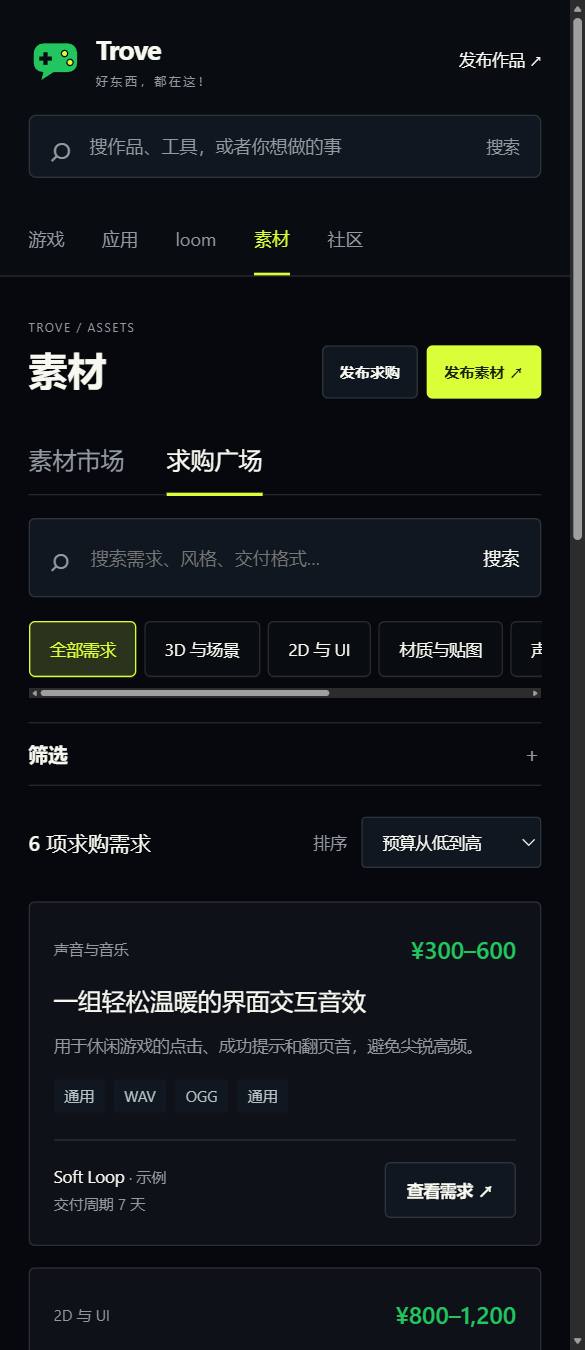 Trove
好东西，都在这！
发布作品 ↗
搜作品、工具，或者你想做的事 搜索
游戏 应用 loom 素材 社区
TROVE / ASSETS
素材
发布求购 发布素材 ↗
素材市场 求购广场
搜索需求、风格、交付格式... 搜索
全部需求 3D 与场景 2D 与 UI 材质与贴图
筛选 +
6 项求购需求 排序 预算从低到高
声音与音乐 ¥300–600
一组轻松温暖的界面交互音效
用于休闲游戏的点击、成功提示和翻页音，避免尖锐高频。
通用 WAV OGG 通用
Soft Loop · 示例
交付周期 7 天
查看需求 ↗
2D 与 UI ¥800–1,200